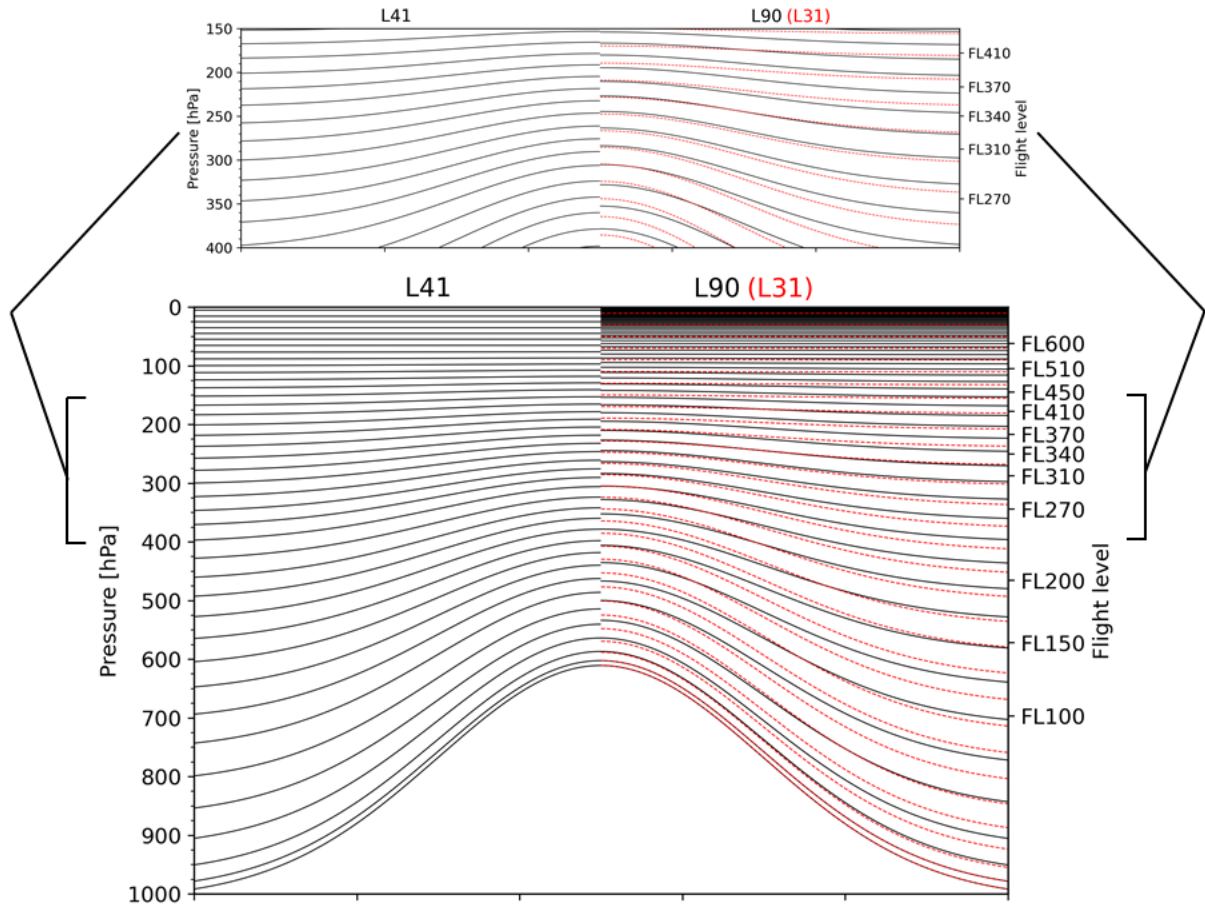 L41
L90 (L31)
150
200
250
300
350
400
Pressure [hPa]
FL410
FL370
FL340
FL310
FL270
Flight level
L41
L90 (L31)
0
100
200
300
400
500
600
700
800
900
1000
Pressure [hPa]
FL600
FL510
FL450
FL410
FL370
FL340
FL310
FL270
FL200
FL150
FL100
Flight level